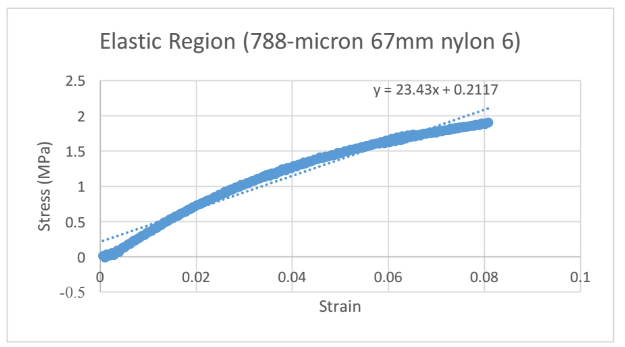 Elastic Region (788-micron 67mm nylon 6)
y = 23.43x + 0.2117
2.5
2
1.5
1
0.5
0
-0.5
Stress (MPa)
0 0.02 0.04 0.06 0.08 0.1
Strain